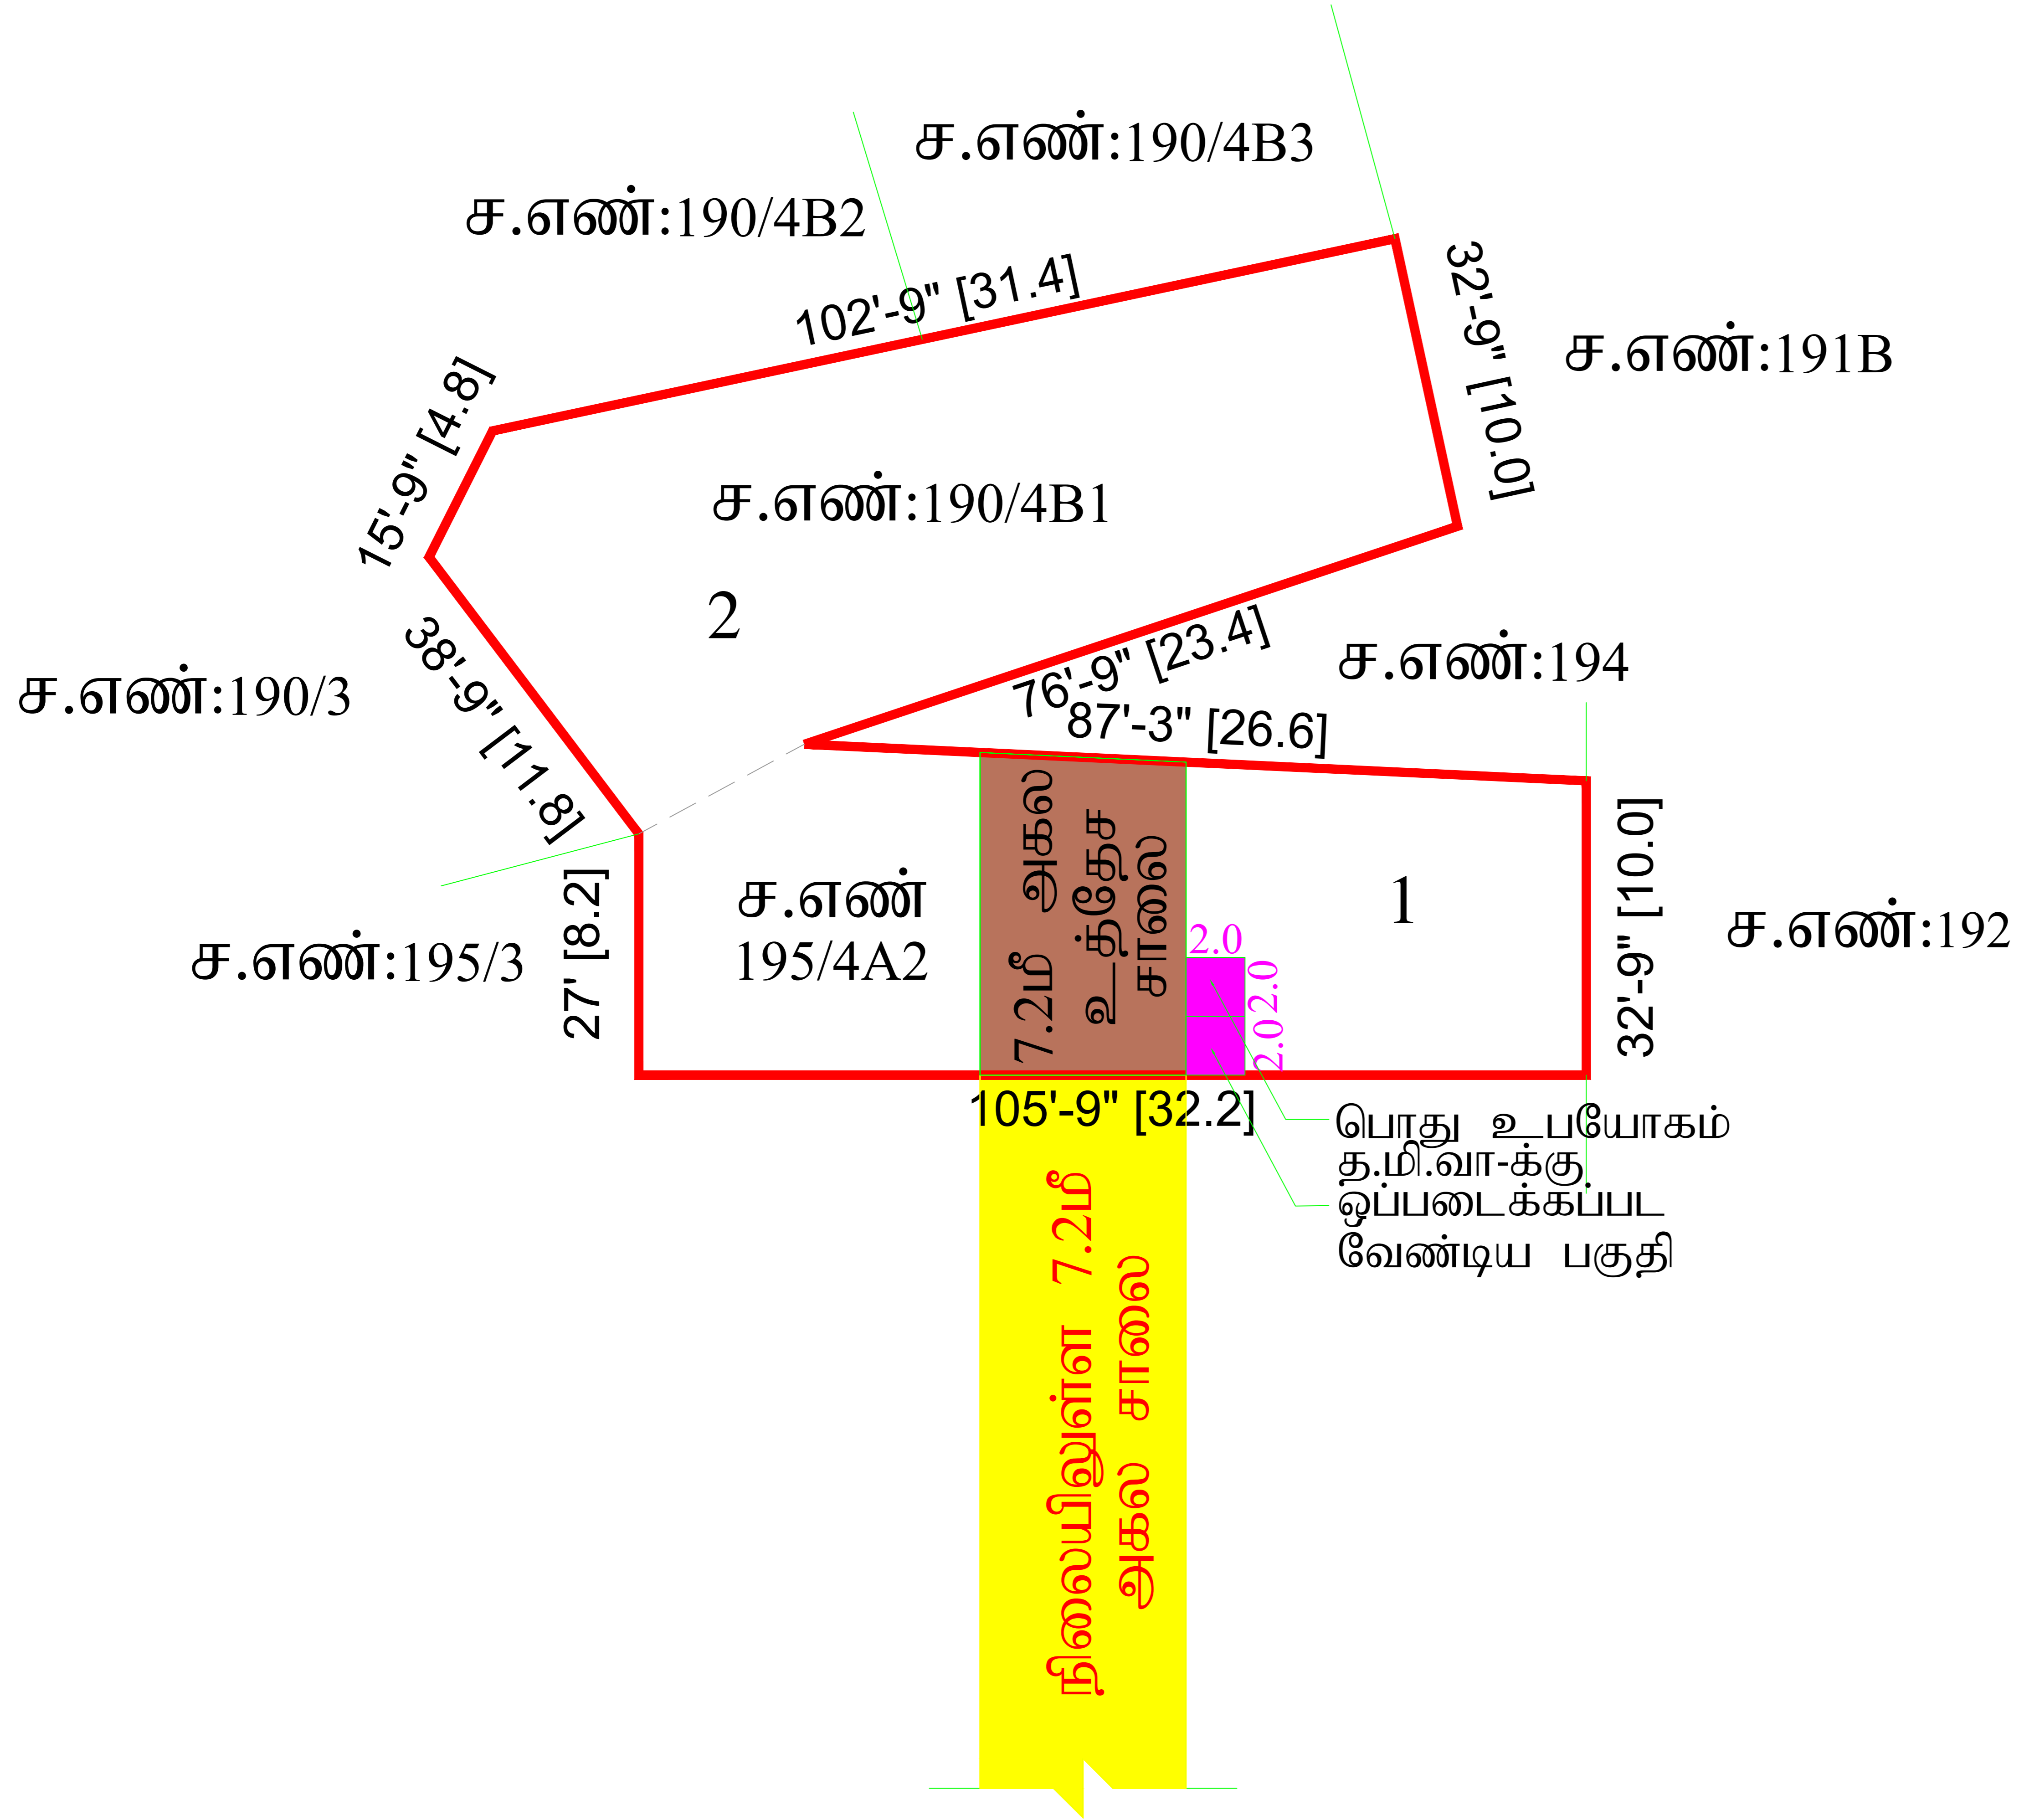 ச.எண்:190/4B3
ச.எண்:190/4B2
102'-9" [31.4]
32'-9" [10.0]
ச.எண்:191B
15'-9" [4.8]
ச.எண்:190/4B1
2
38'-9" [11.8]
ச.எண்:190/3
76'-9" [23.4]
87'-3" [26.6]
ச.எண்:194
7.2மீ அகல
உத்தேச
சாலை
ச.எண்
195/4A2
27' [8.2]
ச.எண்:195/3
1
32'-9" [10.0]
ச.எண்:192
2.0
2.0
2.0
105'-9" [32.2]
பொது உபயோகம்
த.மி.வா-க்கு
ஒப்படைக்கப்பட
வேண்டிய பகுதி
நிலையிலுள்ள 7.2மீ
அகல சாலை